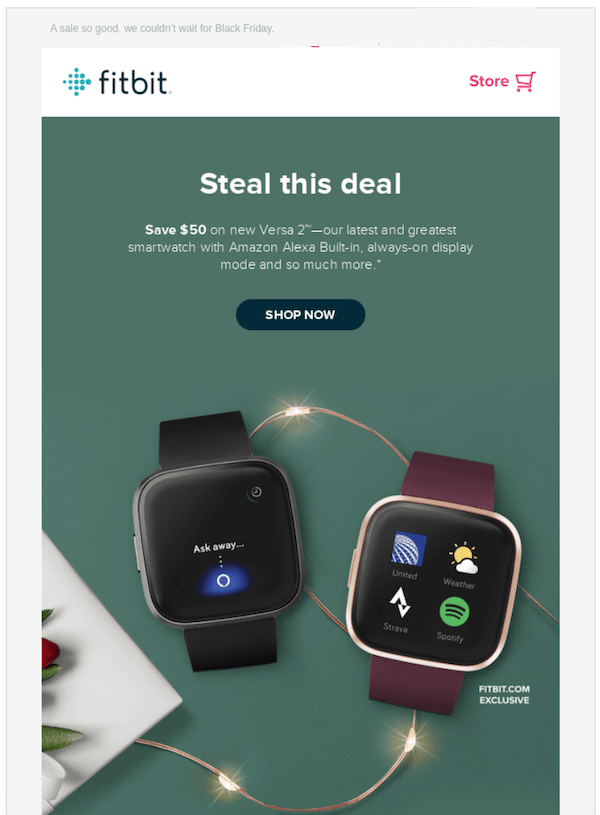 A sale so good, we couldn't wait for Black Friday.
fitbit.
Store
Steal this deal
Save $50 on new Versa 2™—our latest and greatest
smartwatch with Amazon Alexa Built-in, always-on display
mode and so much more.*
SHOP NOW
Ask away...
United
Weather
Strava
Spotify
FITBIT.COM
EXCLUSIVE